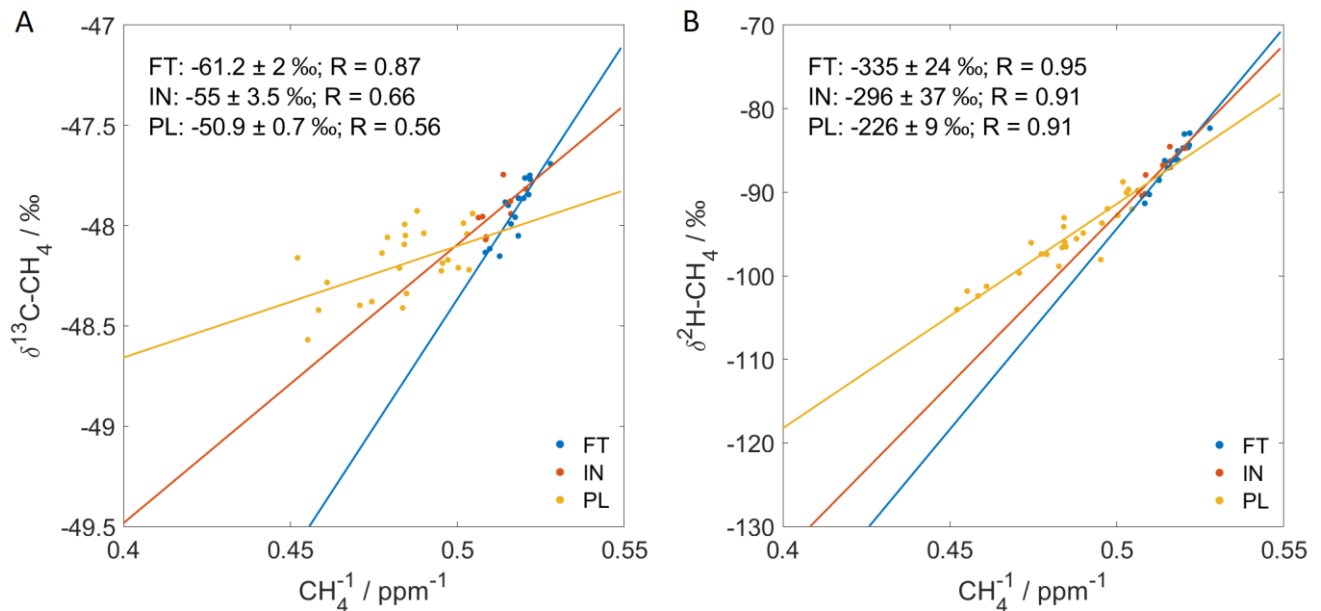 A
FT: -61.2 ± 2 ‰; R = 0.87
IN: -55 ± 3.5 ‰; R = 0.66
PL: -50.9 ± 0.7 ‰; R = 0.56
-47
-47.5
-48
-48.5
-49
-49.5
δ¹³C-CH₄ / ‰
FT
IN
PL
0.4
0.45
0.5
0.55
CH₄⁻¹ / ppm⁻¹
B
FT: -335 ± 24 ‰; R = 0.95
IN: -296 ± 37 ‰; R = 0.91
PL: -226 ± 9 ‰; R = 0.91
-70
-80
-90
-100
-110
-120
-130
δ²H-CH₄ / ‰
FT
IN
PL
0.4
0.45
0.5
0.55
CH₄⁻¹ / ppm⁻¹